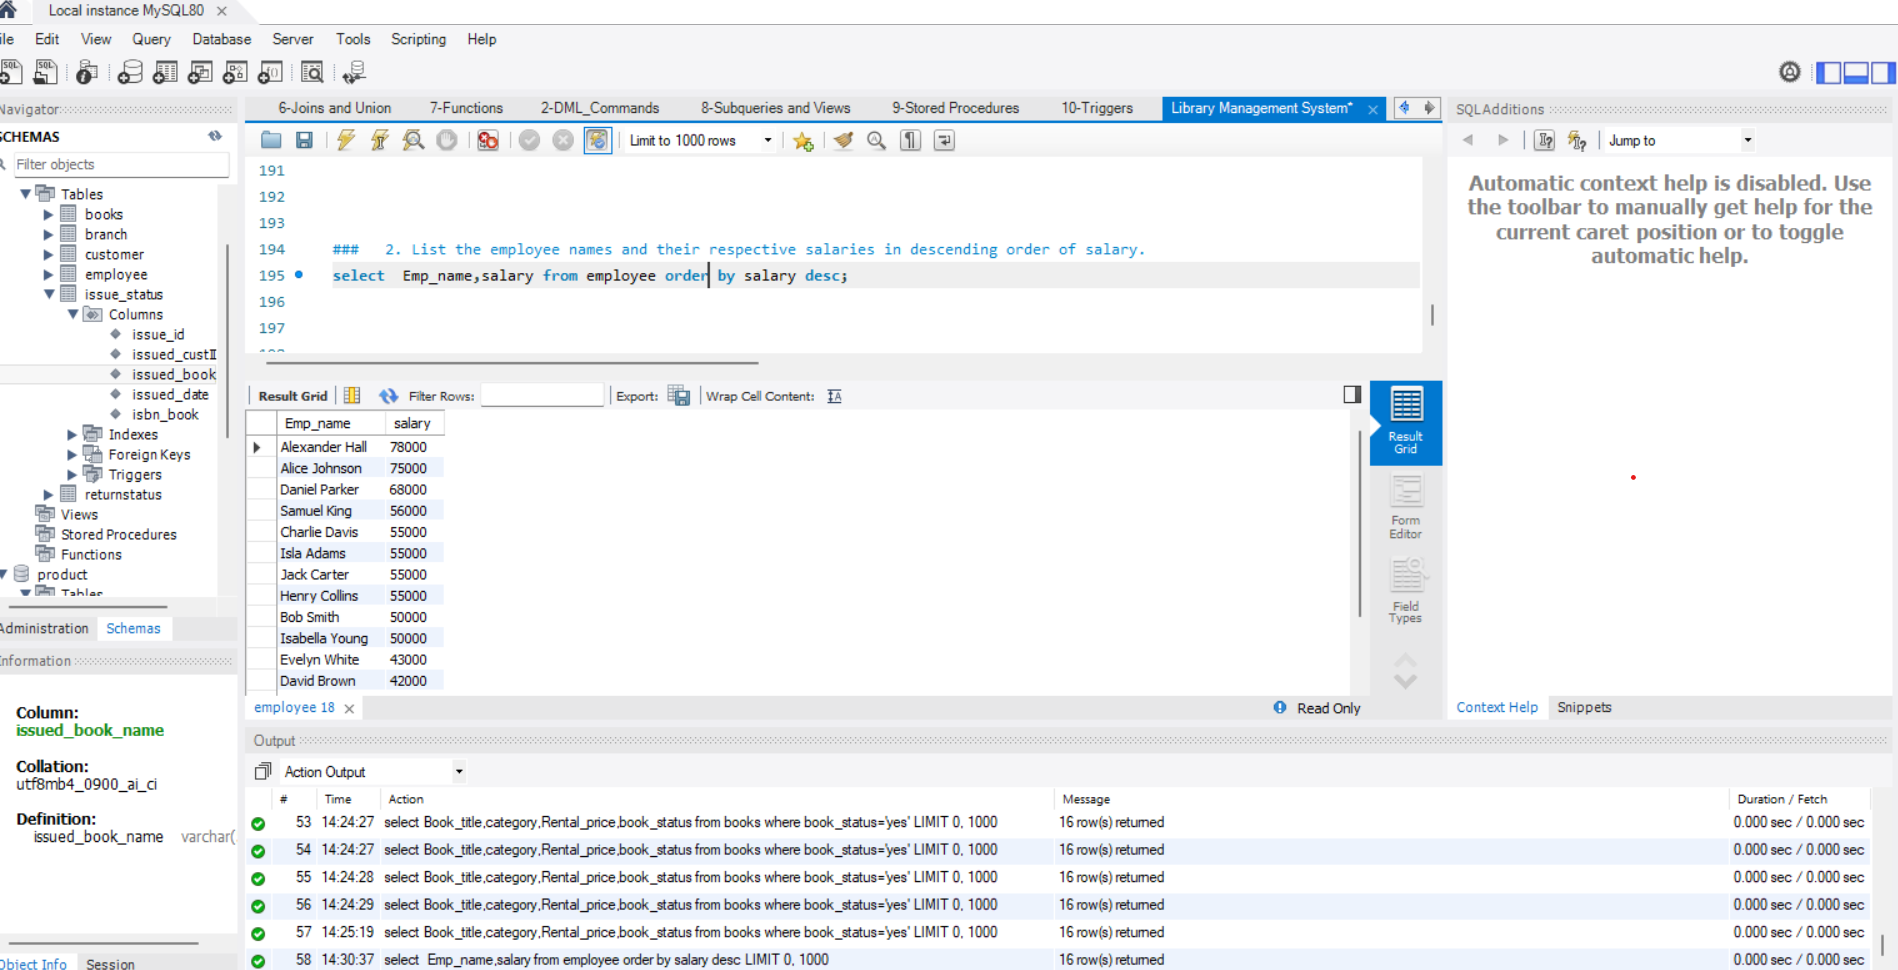 Local instance MySQL80
ile Edit View Query Database Server Tools Scripting Help
Navigator
SCHEMAS
Filter objects
Tables
books
branch
customer
employee
issue_status
Columns
issue_id
issued_custI
issued_book
issued_date
isbn_book
Indexes
Foreign Keys
Triggers
returnstatus
Views
Stored Procedures
Functions
product
Tables
Administration Schemas
Information
Column:
issued_book_name
Collation:
utf8mb4_0900_ai_ci
Definition:
issued_book_name varchar(
Object Info Session
6-Joins and Union 7-Functions 2-DML_Commands 8-Subqueries and Views 9-Stored Procedures 10-Triggers Library Management System*
Limit to 1000 rows
191
192
193
194 ### 2. List the employee names and their respective salaries in descending order of salary.
195 select Emp_name,salary from employee order by salary desc;
196
197
Result Grid Filter Rows: Export: Wrap Cell Content:
Emp_name salary
Alexander Hall 78000
Alice Johnson 75000
Daniel Parker 68000
Samuel King 56000
Charlie Davis 55000
Isla Adams 55000
Jack Carter 55000
Henry Collins 55000
Bob Smith 50000
Isabella Young 50000
Evelyn White 43000
David Brown 42000
Result
Grid
Form
Editor
Field
Types
employee 18
Read Only
SQLAdditions
Jump to
Automatic context help is disabled. Use
the toolbar to manually get help for the
current caret position or to toggle
automatic help.
Context Help Snippets
Output
Action Output
# Time Action Message Duration / Fetch
53 14:24:27 select Book_title,category,Rental_price,book_status from books where book_status='yes' LIMIT 0, 1000 16 row(s) returned 0.000 sec / 0.000 sec
54 14:24:27 select Book_title,category,Rental_price,book_status from books where book_status='yes' LIMIT 0, 1000 16 row(s) returned 0.000 sec / 0.000 sec
55 14:24:28 select Book_title,category,Rental_price,book_status from books where book_status='yes' LIMIT 0, 1000 16 row(s) returned 0.000 sec / 0.000 sec
56 14:24:29 select Book_title,category,Rental_price,book_status from books where book_status='yes' LIMIT 0, 1000 16 row(s) returned 0.000 sec / 0.000 sec
57 14:25:19 select Book_title,category,Rental_price,book_status from books where book_status='yes' LIMIT 0, 1000 16 row(s) returned 0.000 sec / 0.000 sec
58 14:30:37 select Emp_name,salary from employee order by salary desc LIMIT 0, 1000 16 row(s) returned 0.000 sec / 0.000 sec